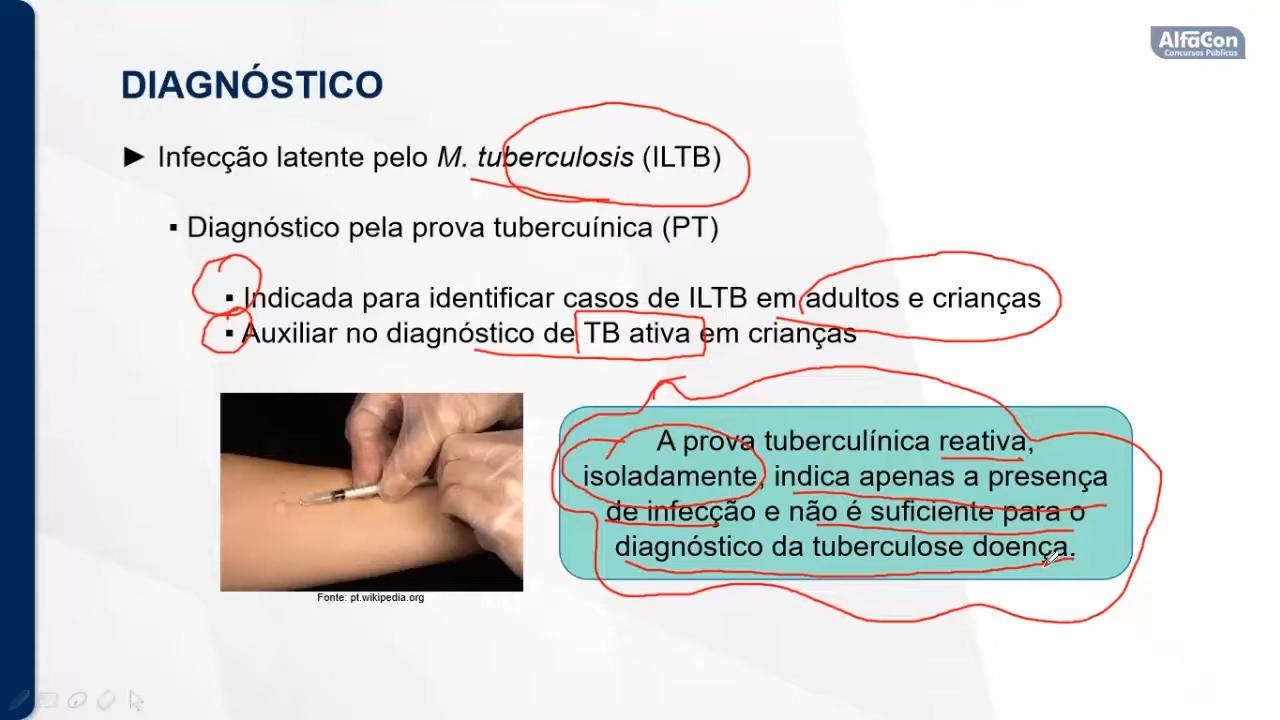 AlfaCon
Concursos Públicos
DIAGNÓSTICO
► Infecção latente pelo M. tuberculosis (ILTB)
▪ Diagnóstico pela prova tubercuínica (PT)
▪ Indicada para identificar casos de ILTB em adultos e crianças
▪ Auxiliar no diagnóstico de TB ativa em crianças
A prova tuberculínica reativa,
isoladamente, indica apenas a presença
de infecção e não é suficiente para o
diagnóstico da tuberculose doença.
Fonte: pt.wikipedia.org